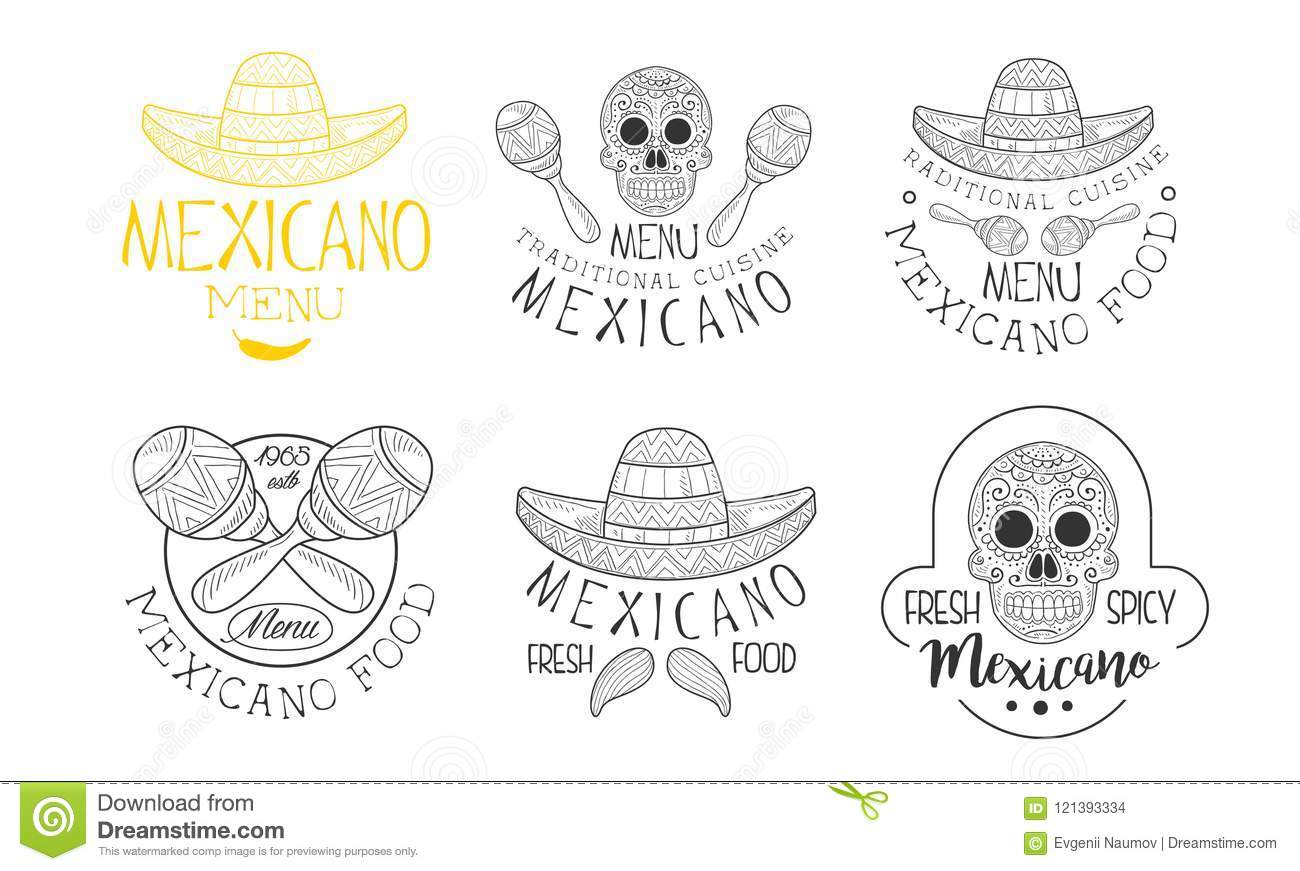 MEXICANO
MENU
MENU
TRADITIONAL CUISINE
MEXICANO
RADITIONAL CUISINE
MENU
MEXICANO FOOD
1965
estb
Menu
MEXICANO FOOD
MEXICANO
FRESH FOOD
FRESH SPICY
Mexicano
Download from
Dreamstime.com
This watermarked comp image is for previewing purposes only.
ID 121393334
© Evgenii Naumov | Dreamstime.com